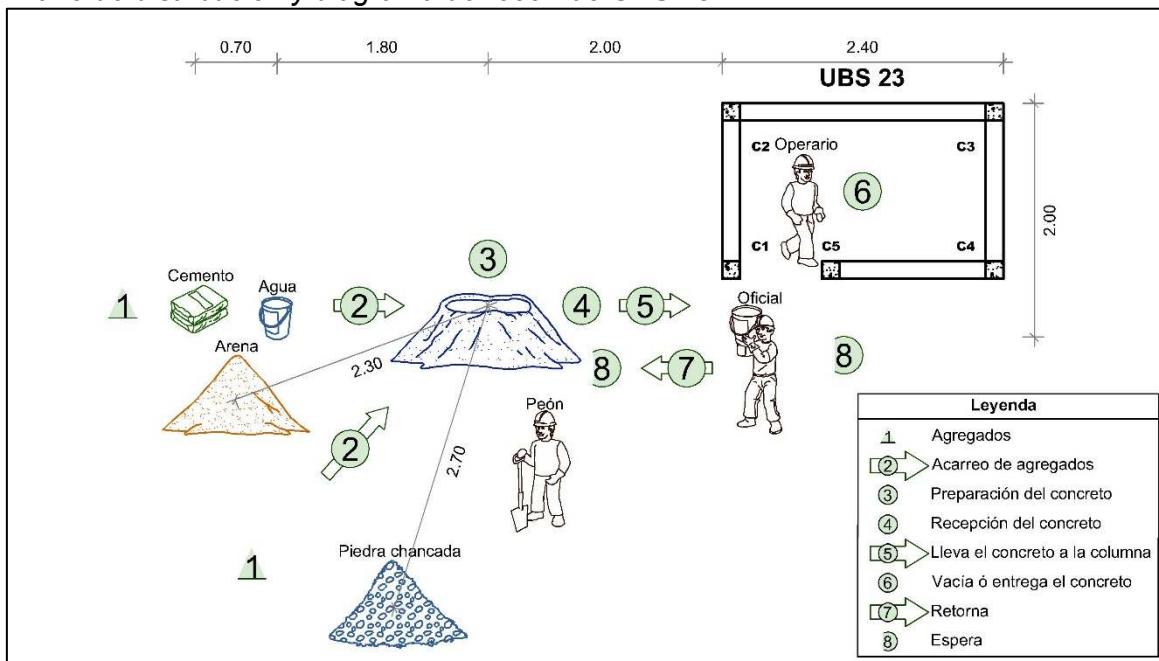 0.70
1.80
2.00
2.40
UBS 23
C2
Operario
C3
6
2.00
3
C1
C5
C4
Cemento
Agua
1
2
4
5
Oficial
Arena
2.30
8
7
8
2
Peón
2.70
Piedra chancada
1
Leyenda
1 Agregados
2 Acarreo de agregados
3 Preparación del concreto
4 Recepción del concreto
5 Lleva el concreto a la columna
6 Vacía ó entrega el concreto
7 Retorna
8 Espera